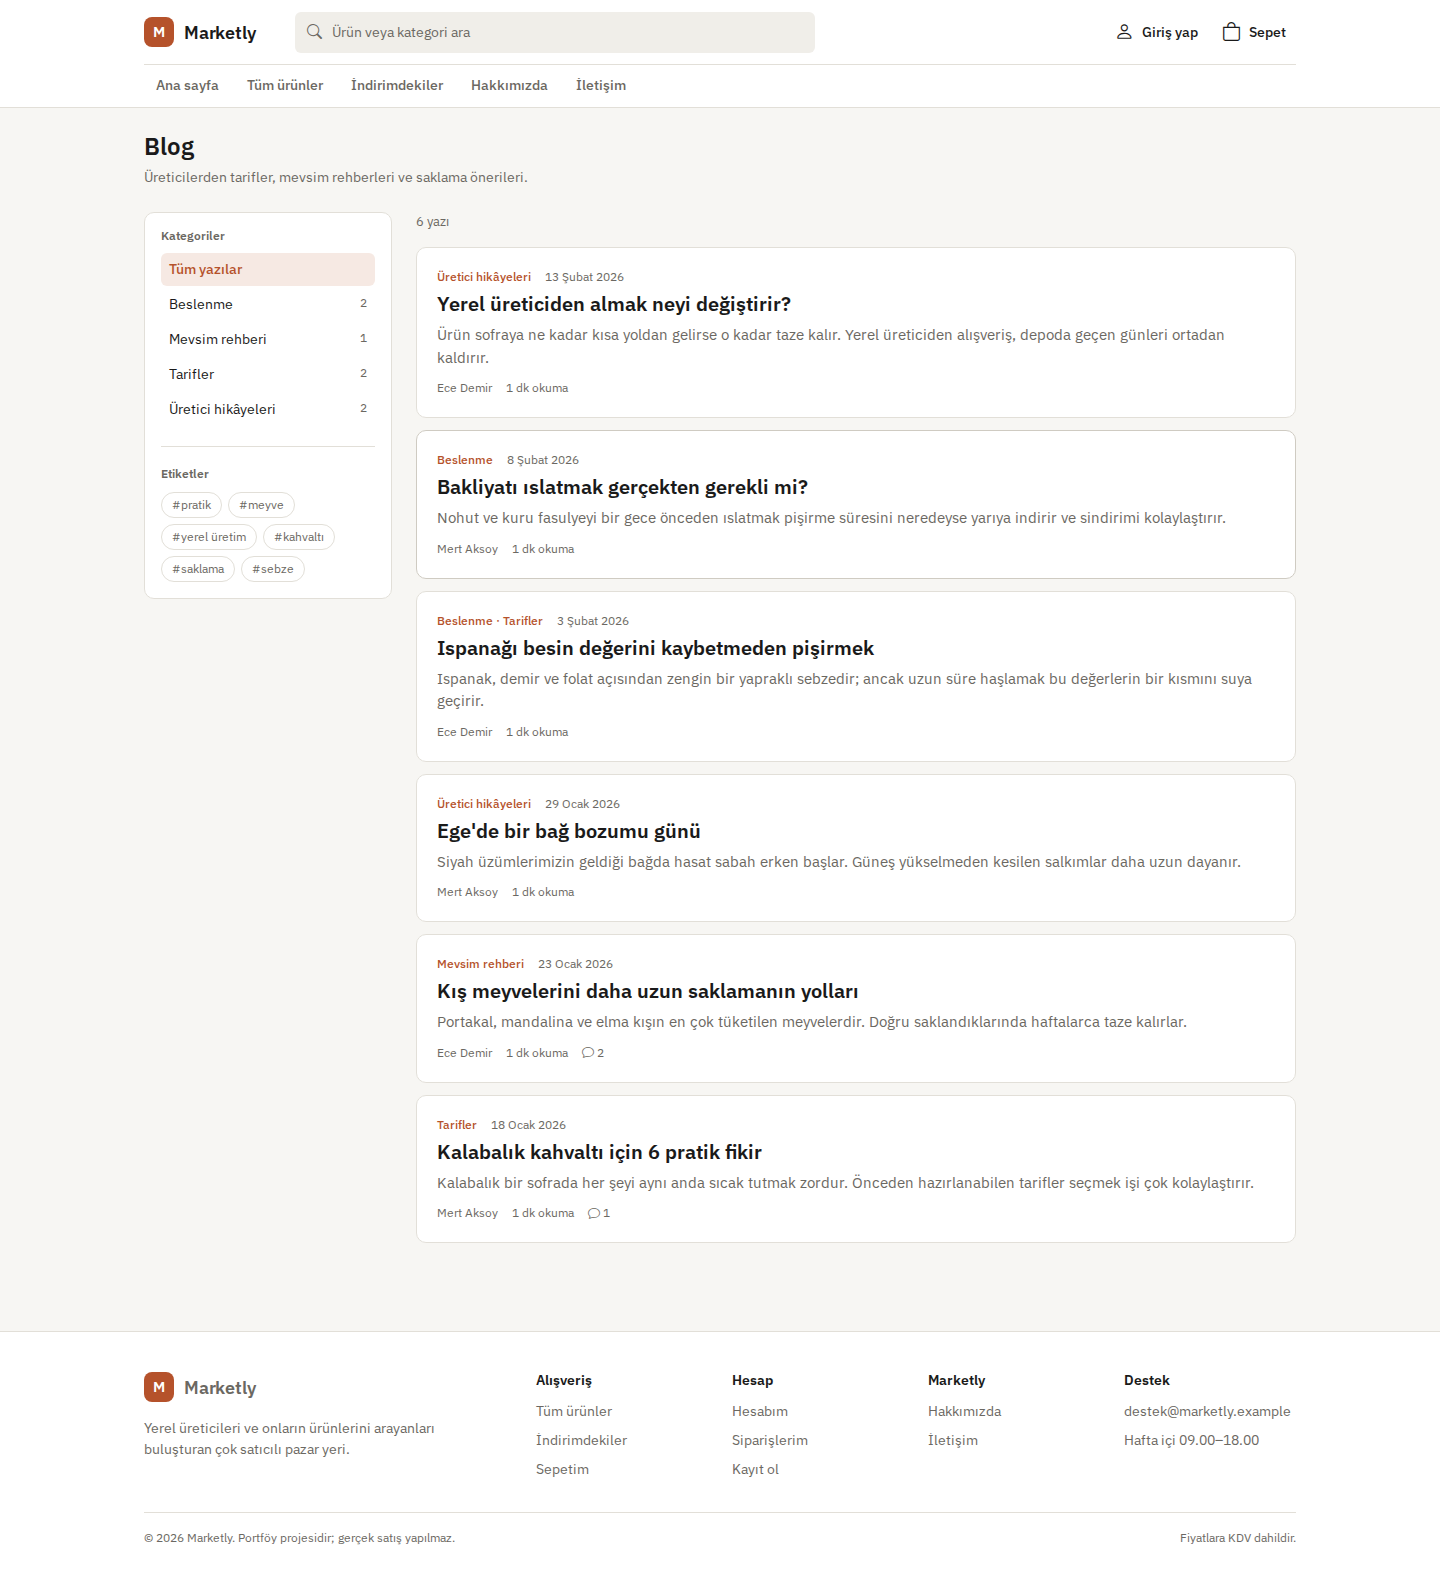 M Marketly
Ürün veya kategori ara
Giriş yap
Sepet
Ana sayfa Tüm ürünler İndirimdekiler Hakkımızda İletişim
Blog
Üreticilerden tarifler, mevsim rehberleri ve saklama önerileri.
Kategoriler
Tüm yazılar
Beslenme 2
Mevsim rehberi 1
Tarifler 2
Üretici hikâyeleri 2
Etiketler
#pratik #meyve
#yerel üretim #kahvaltı
#saklama #sebze
6 yazı
Üretici hikâyeleri 13 Şubat 2026
Yerel üreticiden almak neyi değiştirir?
Ürün sofraya ne kadar kısa yoldan gelirse o kadar taze kalır. Yerel üreticiden alışveriş, depoda geçen günleri ortadan
kaldırır.
Ece Demir 1 dk okuma
Beslenme 8 Şubat 2026
Bakliyatı ıslatmak gerçekten gerekli mi?
Nohut ve kuru fasulyeyi bir gece önceden ıslatmak pişirme süresini neredeyse yarıya indirir ve sindirimi kolaylaştırır.
Mert Aksoy 1 dk okuma
Beslenme · Tarifler 3 Şubat 2026
Ispanağı besin değerini kaybetmeden pişirmek
Ispanak, demir ve folat açısından zengin bir yapraklı sebzedir; ancak uzun süre haşlamak bu değerlerin bir kısmını suya
geçirir.
Ece Demir 1 dk okuma
Üretici hikâyeleri 29 Ocak 2026
Ege'de bir bağ bozumu günü
Siyah üzümlerimizin geldiği bağda hasat sabah erken başlar. Güneş yükselmeden kesilen salkımlar daha uzun dayanır.
Mert Aksoy 1 dk okuma
Mevsim rehberi 23 Ocak 2026
Kış meyvelerini daha uzun saklamanın yolları
Portakal, mandalina ve elma kışın en çok tüketilen meyvelerdir. Doğru saklandıklarında haftalarca taze kalırlar.
Ece Demir 1 dk okuma 2
Tarifler 18 Ocak 2026
Kalabalık kahvaltı için 6 pratik fikir
Kalabalık bir sofrada her şeyi aynı anda sıcak tutmak zordur. Önceden hazırlanabilen tarifler seçmek işi çok kolaylaştırır.
Mert Aksoy 1 dk okuma 1
M Marketly
Yerel üreticileri ve onların ürünlerini arayanları
buluşturan çok satıcılı pazar yeri.
Alışveriş
Tüm ürünler
İndirimdekiler
Sepetim
Hesap
Hesabım
Siparişlerim
Kayıt ol
Marketly
Hakkımızda
İletişim
Destek
destek@marketly.example
Hafta içi 09.00–18.00
© 2026 Marketly. Portföy projesidir; gerçek satış yapılmaz.
Fiyatlara KDV dahildir.